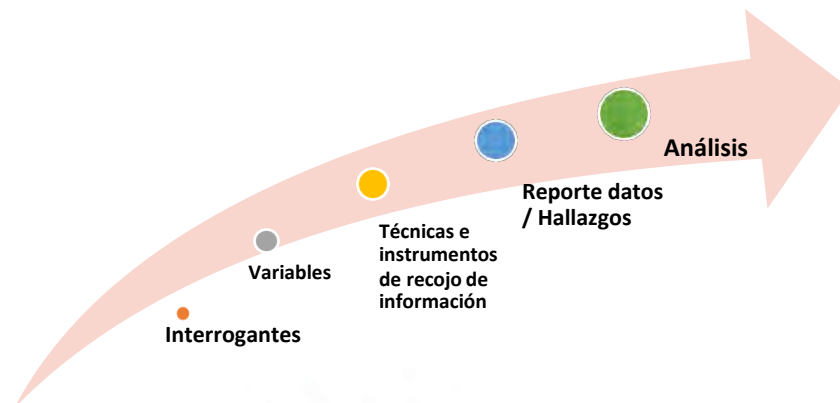 Interrogantes
Variables
Técnicas e
instrumentos
de recojo de
información
Reporte datos
/ Hallazgos
Análisis